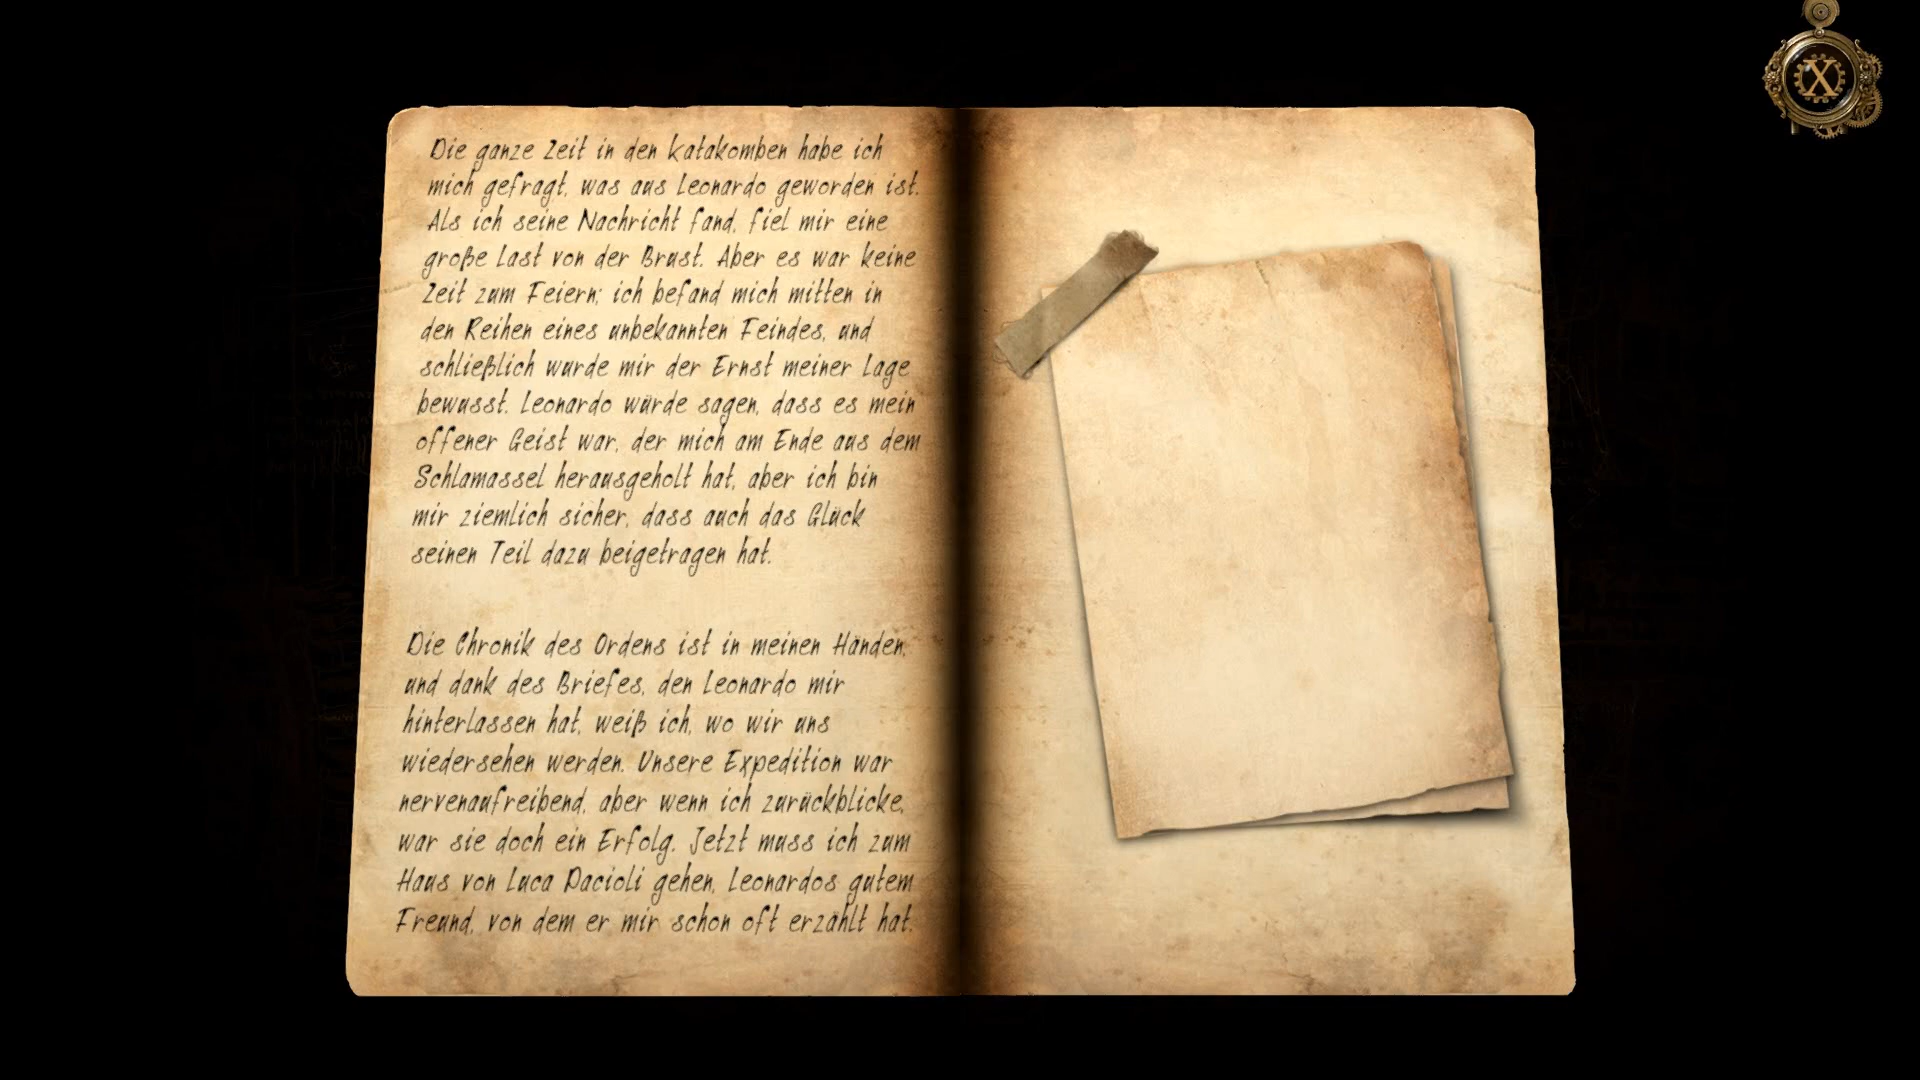 Die ganze Zeit in den Katakomben habe ich
mich gefragt, was aus Leonardo geworden ist.
Als ich seine Nachricht fand, fiel mir eine
große Last von der Brust. Aber es war keine
Zeit zum Feiern; ich befand mich mitten in
den Reihen eines unbekannten Feindes, und
schließlich wurde mir der Ernst meiner Lage
bewusst. Leonardo würde sagen, dass es mein
offener Geist war, der mich am Ende aus dem
Schlamassel herausgeholt hat, aber ich bin
mir ziemlich sicher, dass auch das Glück
seinen Teil dazu beigetragen hat.
Die Chronik des Ordens ist in meinen Händen,
und dank des Briefes, den Leonardo mir
hinterlassen hat, weiß ich, wo wir uns
wiedersehen werden. Unsere Expedition war
nervenaufreibend, aber wenn ich zurückblicke,
war sie doch ein Erfolg. Jetzt muss ich zum
Haus von Luca Pacioli gehen, Leonardos gutem
Freund, von dem er mir schon oft erzählt hat.
X